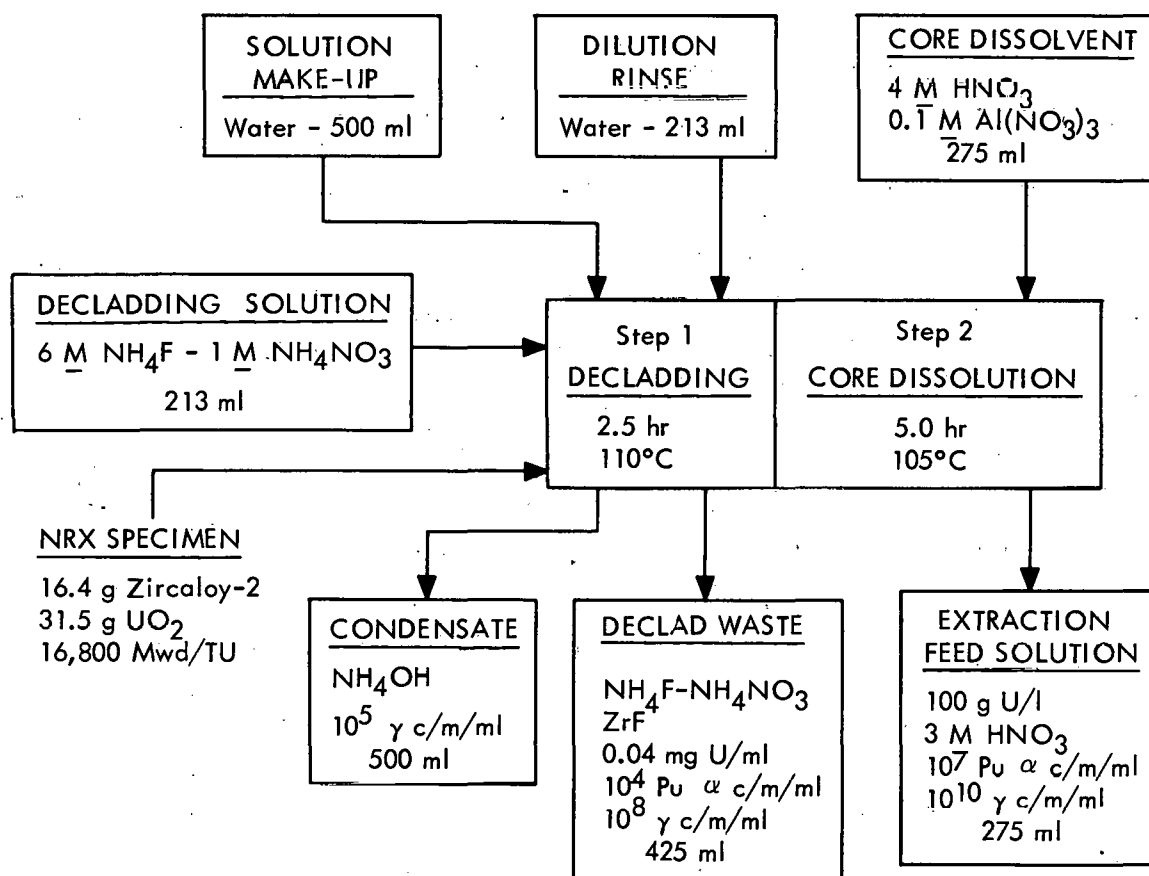 SOLUTION
MAKE-UP
Water - 500 ml
DILUTION
RINSE
Water - 213 ml
CORE DISSOLVENT
4 M HNO3
0.1 M Al(NO3)3
275 ml
DECLADDING SOLUTION
6 M NH4F - 1 M NH4NO3
213 ml
Step 1
DECLADDING
2.5 hr
110°C
Step 2
CORE DISSOLUTION
5.0 hr
105°C
NRX SPECIMEN
16.4 g Zircaloy-2
31.5 g UO2
16,800 Mwd/TU
CONDENSATE
NH4OH
10^5 γ c/m/ml
500 ml
DECLAD WASTE
NH4F-NH4NO3
ZrF
0.04 mg U/ml
10^4 Pu α c/m/ml
10^8 γ c/m/ml
425 ml
EXTRACTION
FEED SOLUTION
100 g U/l
3 M HNO3
10^7 Pu α c/m/ml
10^10 γ c/m/ml
275 ml